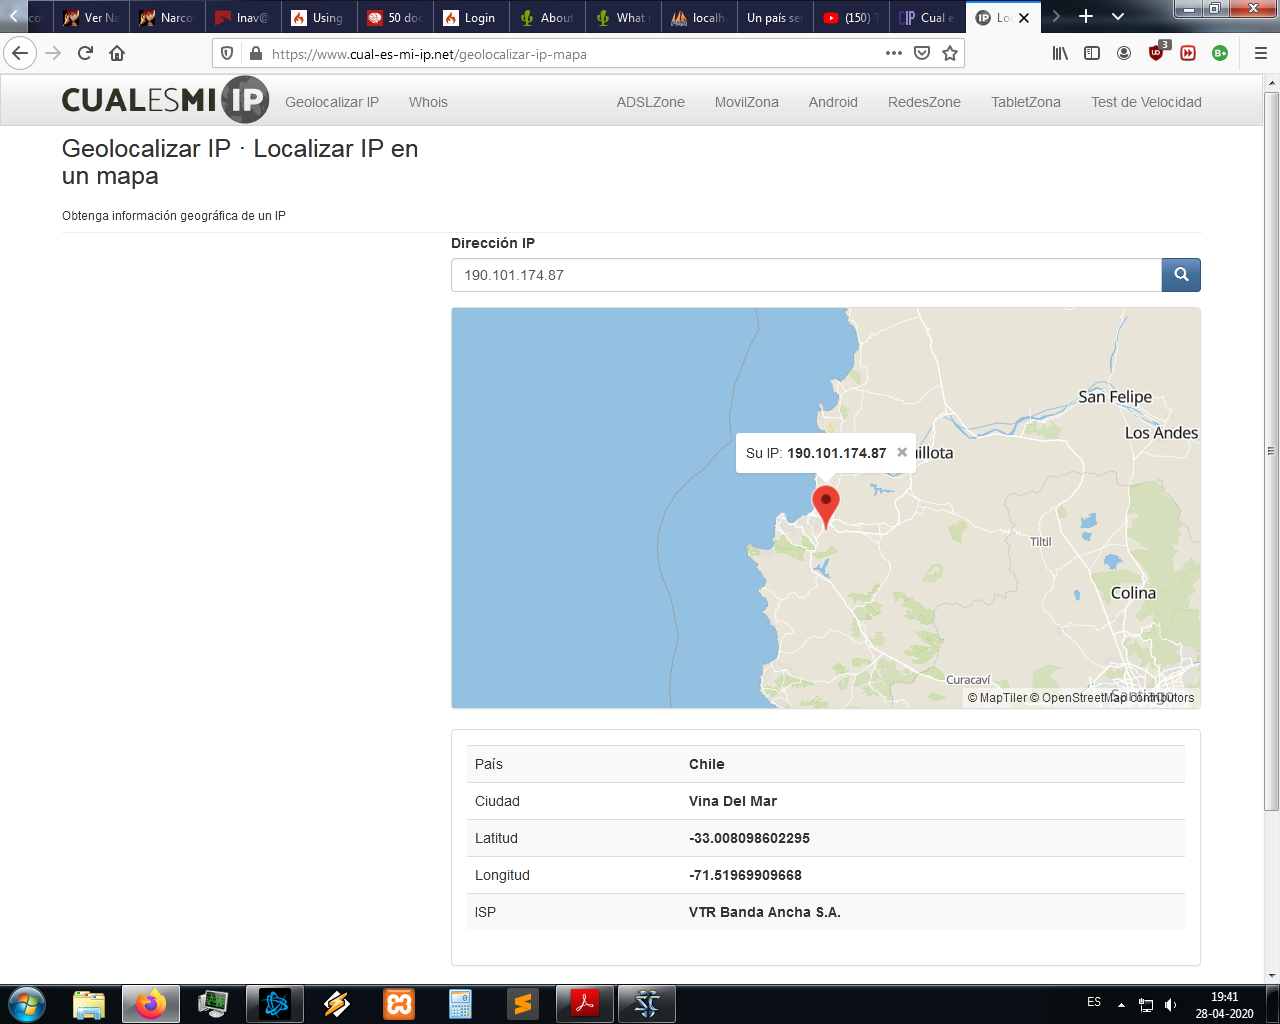 Ver Na
Narco
Inav@
Using
50 doc
Login
About
What i
localh
Un país ser
(150)
Cual e
Lo
https://www.cual-es-mi-ip.net/geolocalizar-ip-mapa
3
CUALESMI IP
Geolocalizar IP
Whois
ADSLZone
MovilZona
Android
RedesZone
TabletZona
Test de Velocidad
Geolocalizar IP · Localizar IP en
un mapa
Obtenga información geográfica de un IP
Dirección IP
190.101.174.87
San Felipe
Los Andes
Su IP: 190.101.174.87
illota
Tiltil
Colina
Curacaví
Santiago
© MapTiler © OpenStreetMap contributors
País Chile
Ciudad Vina Del Mar
Latitud -33.008098602295
Longitud -71.51969909668
ISP VTR Banda Ancha S.A.
ES
19:41
28-04-2020